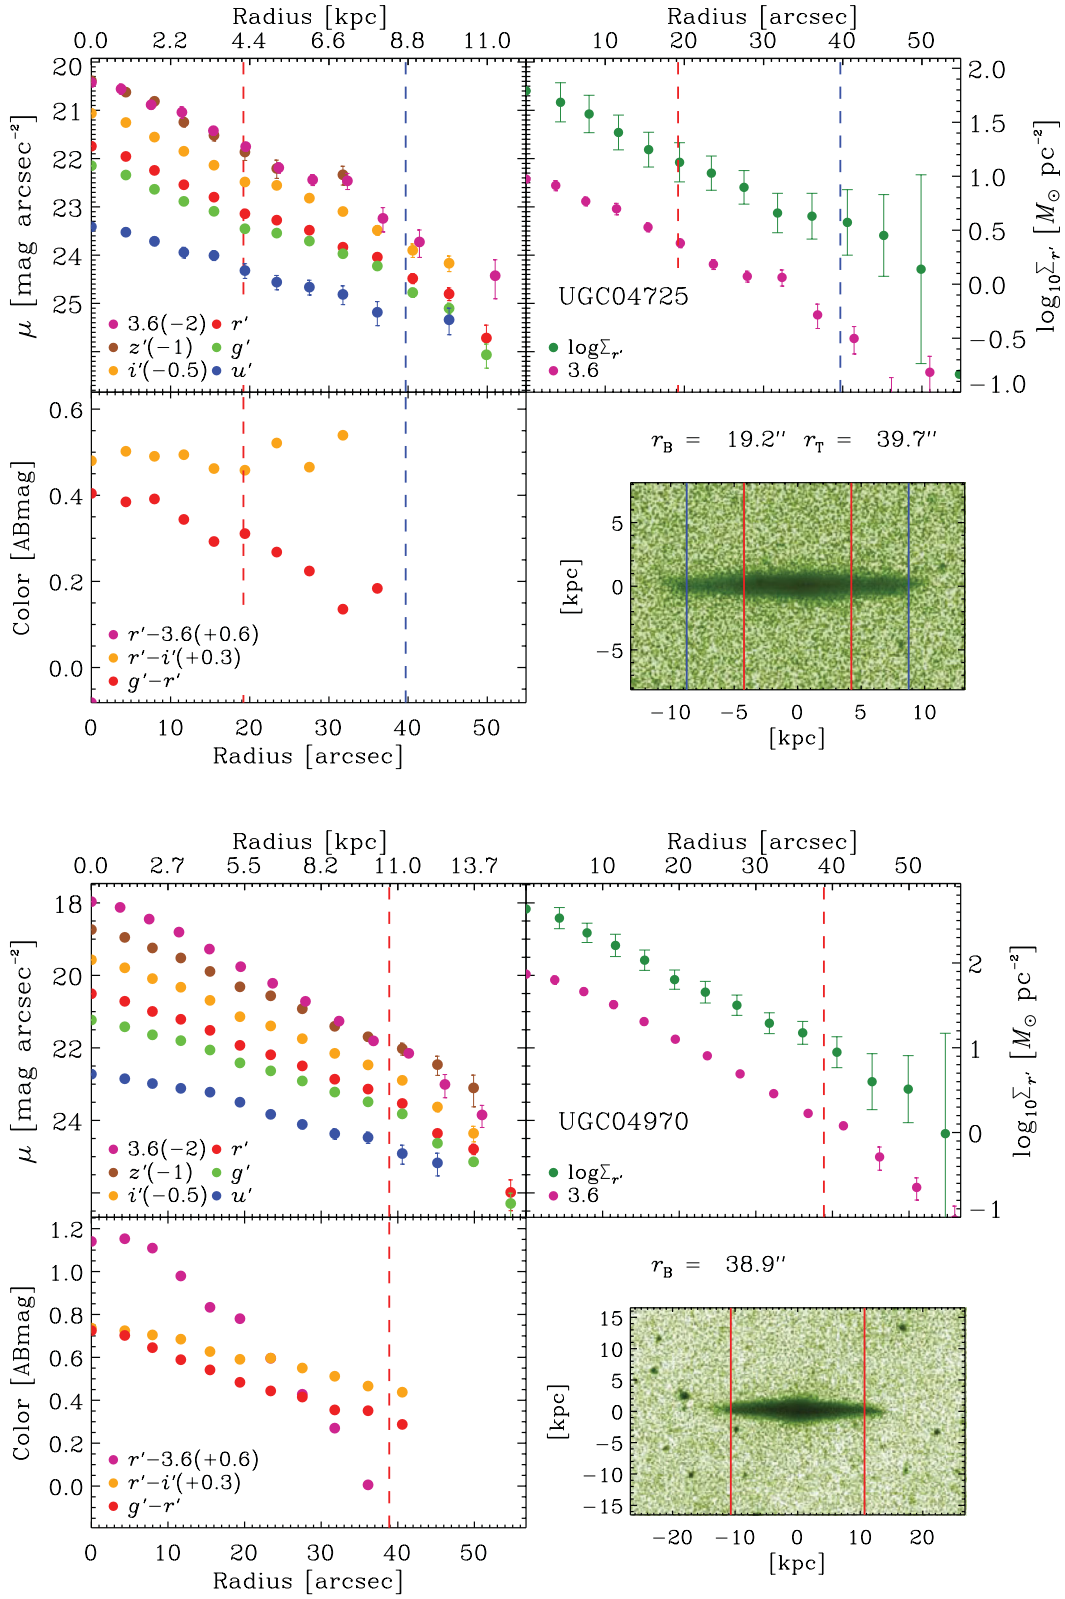 Radius [kpc] Radius [arcsec]
0.0 2.2 4.4 6.6 8.8 11.0 10 20 30 40 50
20 21 22 23 24 25
μ [mag arcsec⁻²]
2.0 1.5 1.0 0.5 0.0 −0.5 −1.0
log₁₀Σᵣ′ [M⊙ pc⁻²]
3.6(−2) r′
z′(−1) g′
i′(−0.5) u′
UGC04725
logΣᵣ′
3.6
0.6 0.4 0.2 0.0
Color [ABmag]
r′−3.6(+0.6)
r′−i′(+0.3)
g′−r′
0 10 20 30 40 50
Radius [arcsec]
r_B = 19.2″ r_T = 39.7″
5 0 −5
[kpc]
−10 −5 0 5 10
[kpc]
Radius [kpc] Radius [arcsec]
0.0 2.7 5.5 8.2 11.0 13.7 10 20 30 40 50
18 20 22 24
μ [mag arcsec⁻²]
2 1 0 −1
log₁₀Σᵣ′ [M⊙ pc⁻²]
3.6(−2) r′
z′(−1) g′
i′(−0.5) u′
UGC04970
logΣᵣ′
3.6
1.2 1.0 0.8 0.6 0.4 0.2 0.0
Color [ABmag]
r′−3.6(+0.6)
r′−i′(+0.3)
g′−r′
0 10 20 30 40 50
Radius [arcsec]
r_B = 38.9″
15 10 5 0 −5 −10 −15
[kpc]
−20 −10 0 10 20
[kpc]